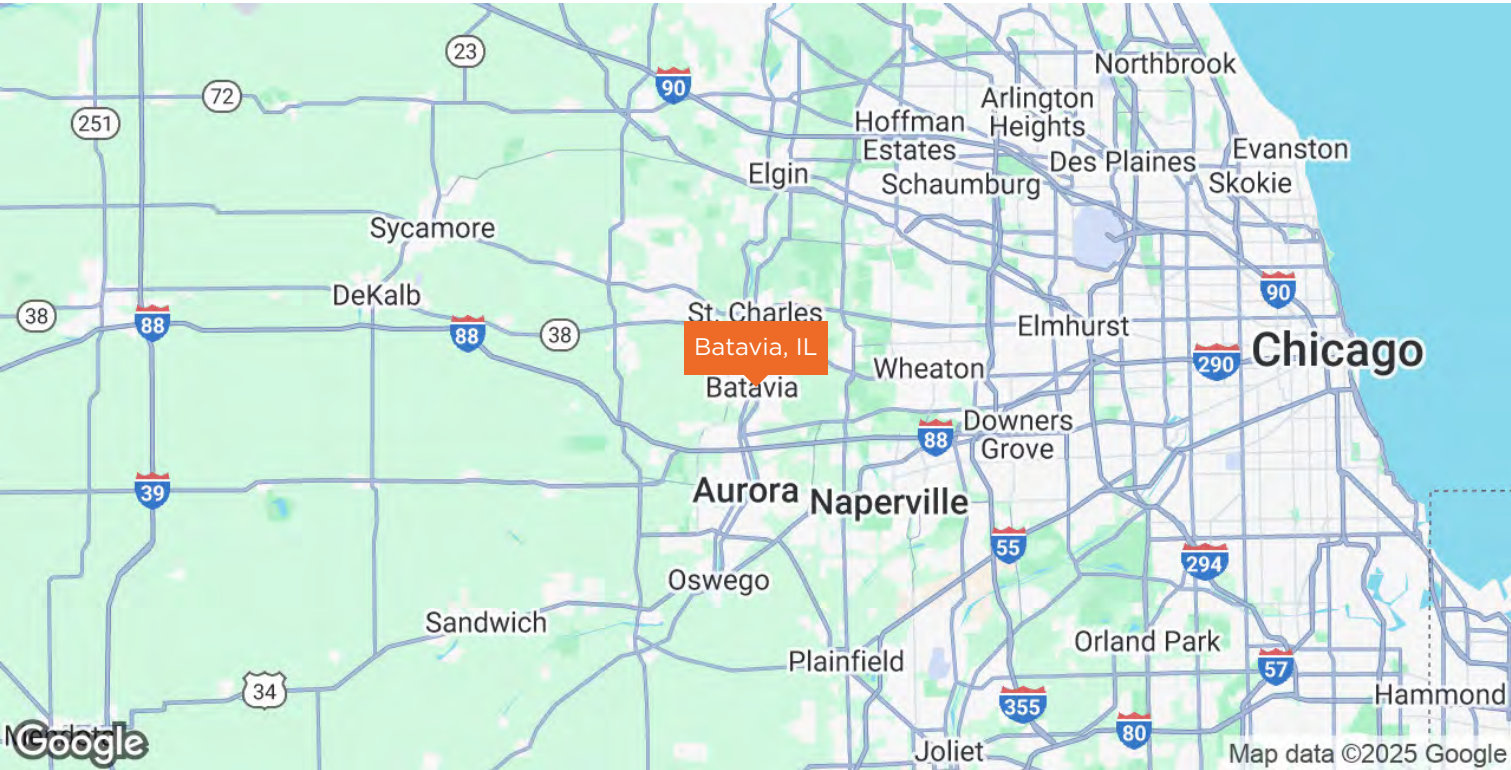 Northbrook
23
90
72
Arlington
Heights
251
Hoffman
Estates
Evanston
Des Plaines
Elgin
Schaumburg
Skokie
Sycamore
DeKalb
90
St. Charles
38
88
88
38
Elmhurst
Batavia, IL
Chicago
290
Wheaton
Batavia
Downers
Grove
88
39
Aurora
Naperville
55
294
Oswego
Sandwich
Orland Park
Plainfield
57
34
Hammond
355
80
Mendota
Google
Joliet
Map data ©2025 Google